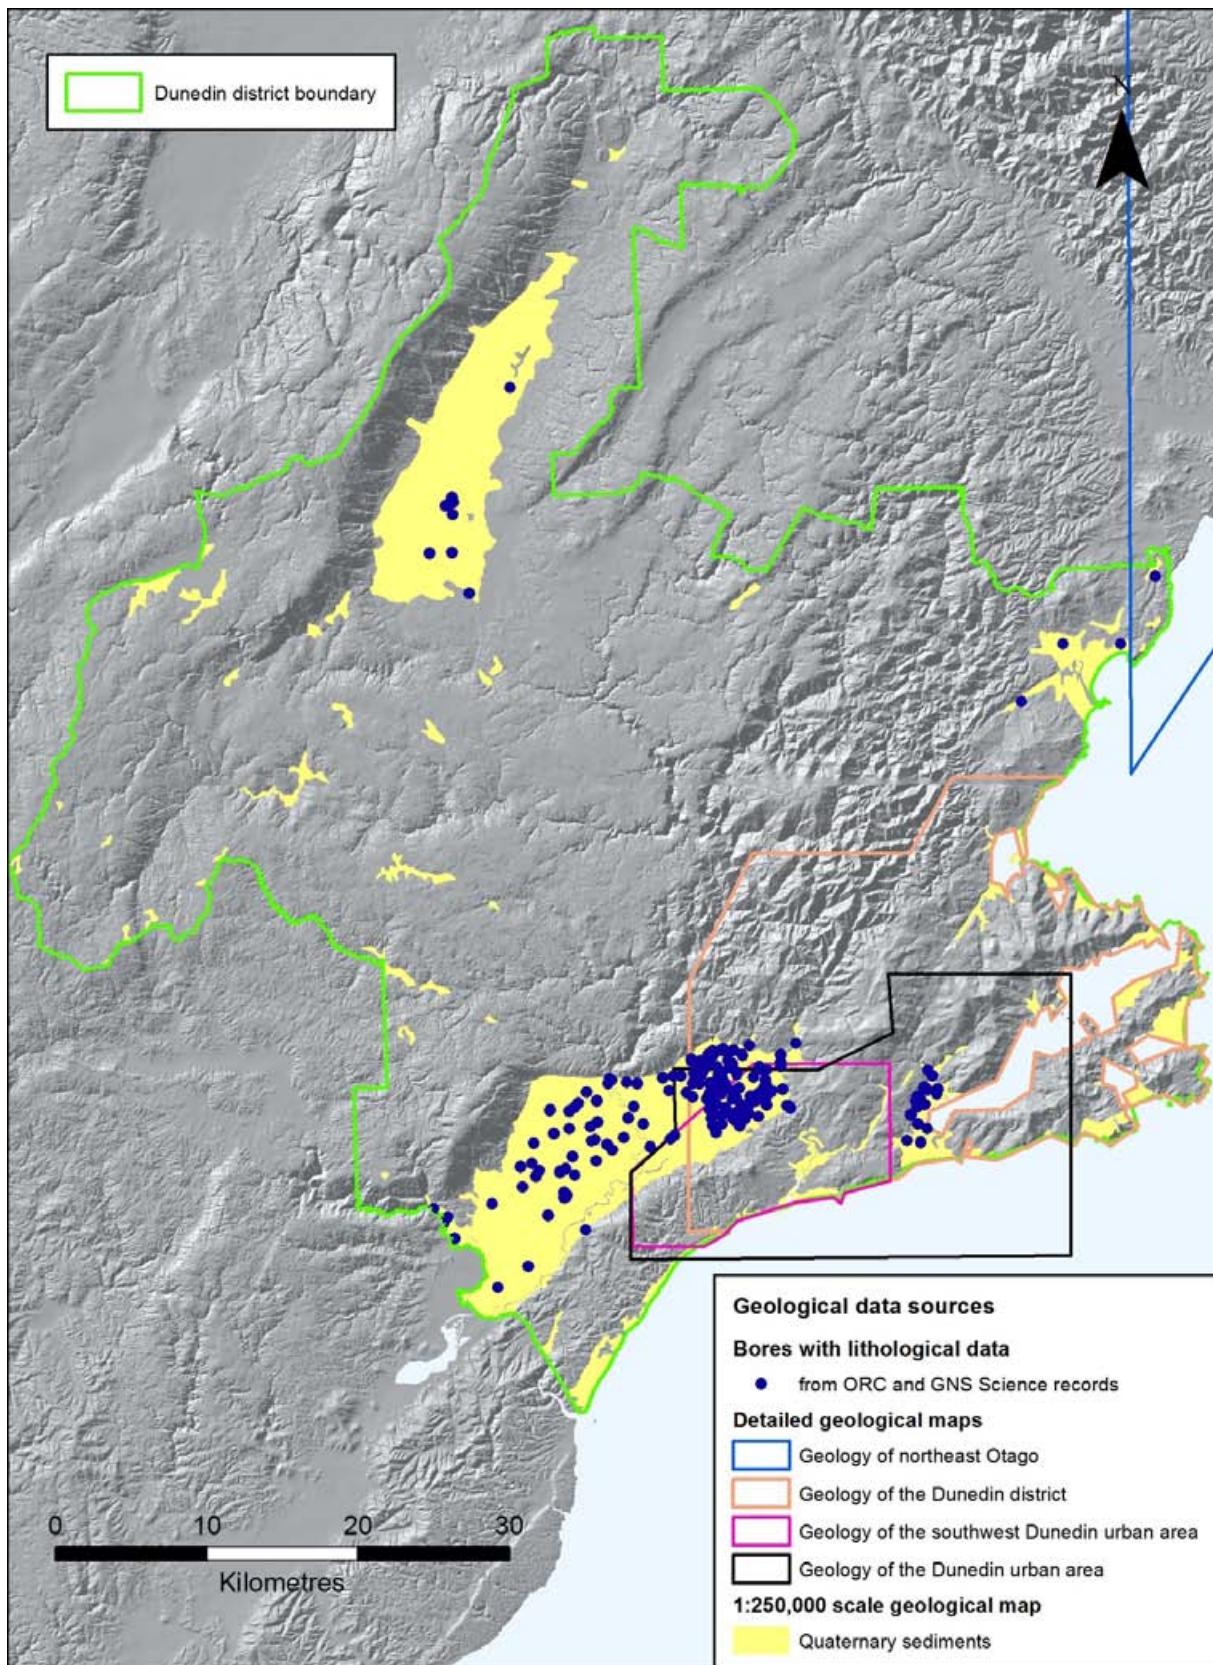 Dunedin district boundary
N
Geological data sources
Bores with lithological data
from ORC and GNS Science records
Detailed geological maps
Geology of northeast Otago
Geology of the Dunedin district
Geology of the southwest Dunedin urban area
Geology of the Dunedin urban area
1:250,000 scale geological map
Quaternary sediments
0 10 20 30
Kilometres